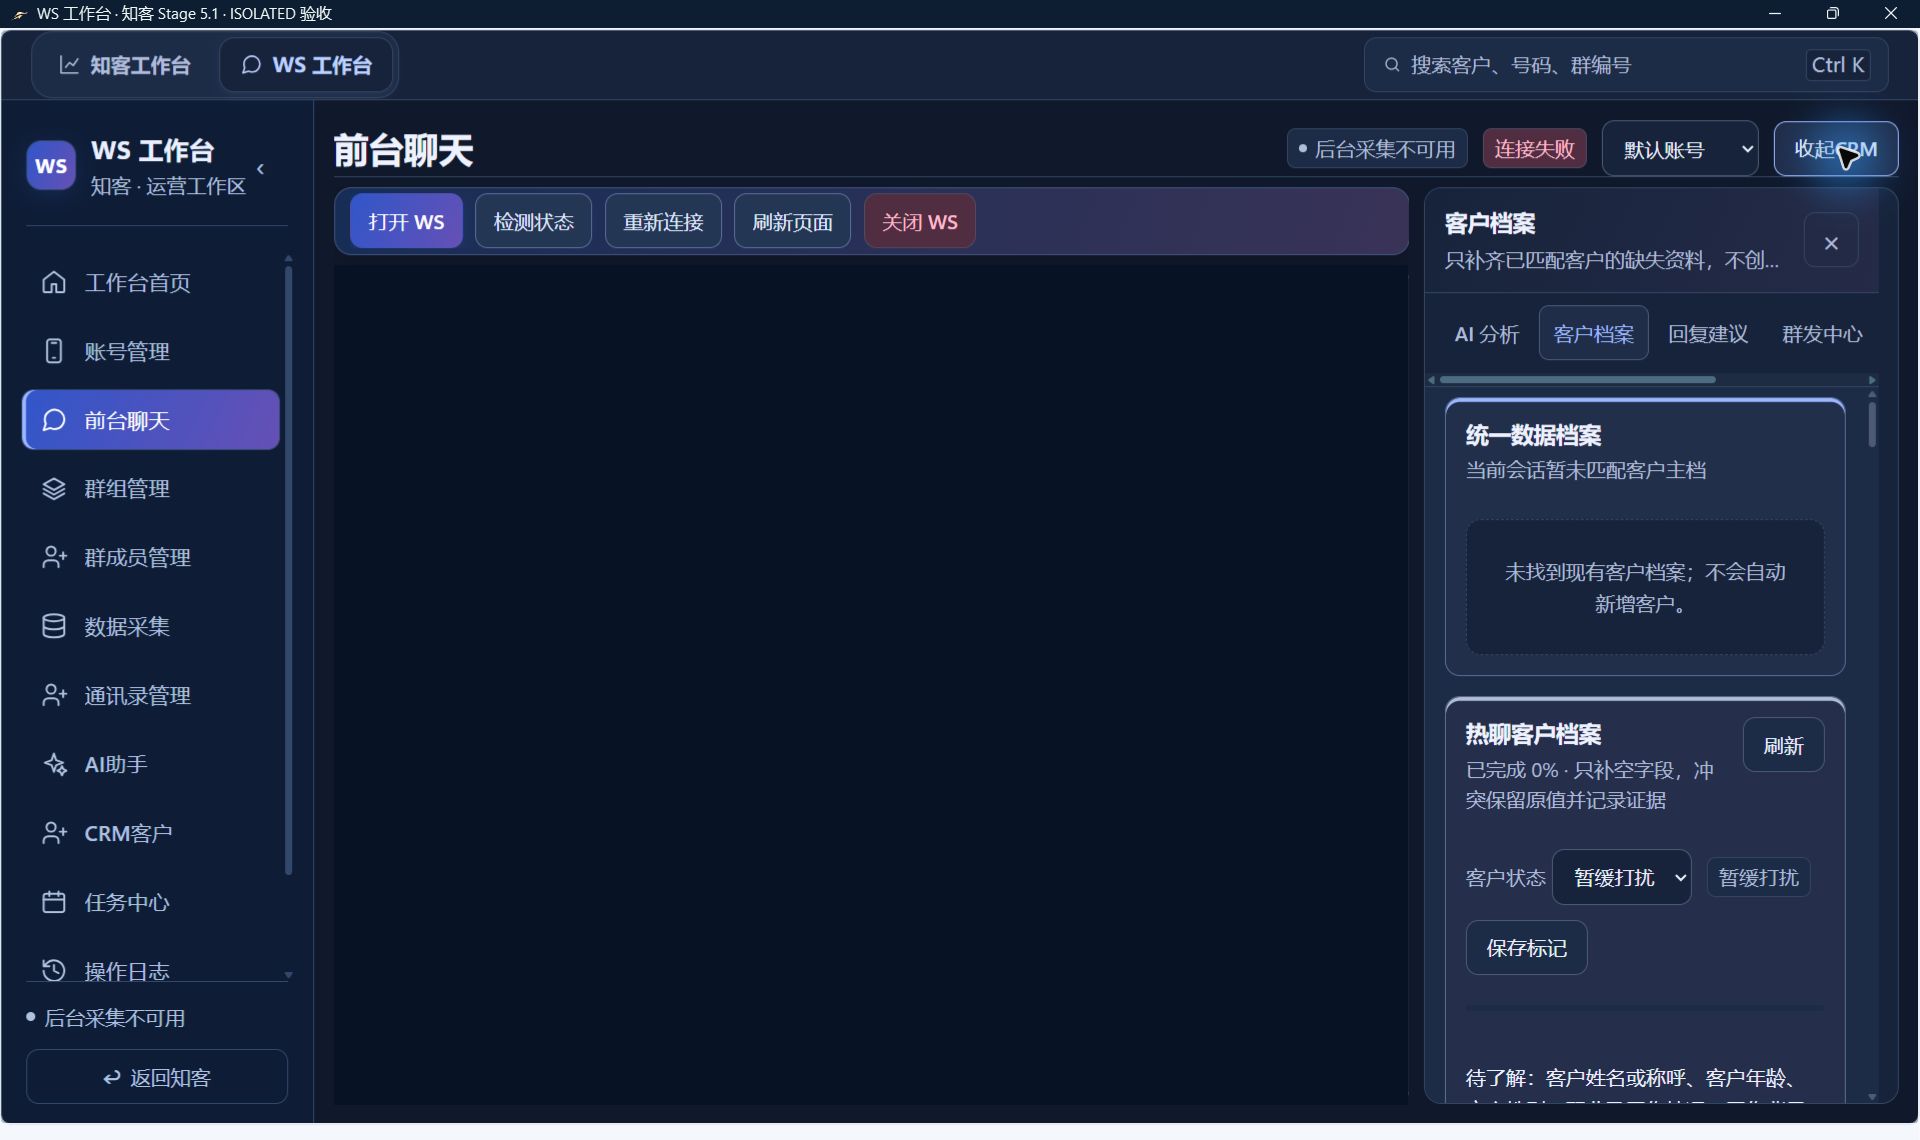 WS 工作台 · 知客 Stage 5.1 · ISOLATED 验收
知客工作台
WS 工作台
搜索客户、号码、群编号
Ctrl K
WS
WS 工作台
知客 · 运营工作区
工作台首页
账号管理
前台聊天
群组管理
群成员管理
数据采集
通讯录管理
AI助手
CRM客户
任务中心
操作日志
后台采集不可用
返回知客
前台聊天
后台采集不可用
连接失败
默认账号
收起CRM
打开 WS
检测状态
重新连接
刷新页面
关闭 WS
客户档案
只补齐已匹配客户的缺失资料，不创...
AI 分析
客户档案
回复建议
群发中心
统一数据档案
当前会话暂未匹配客户主档
未找到现有客户档案；不会自动
新增客户。
热聊客户档案
刷新
已完成 0% · 只补空字段，冲
突保留原值并记录证据
客户状态
暂缓打扰
暂缓打扰
保存标记
待了解：客户姓名或称呼、客户年龄、